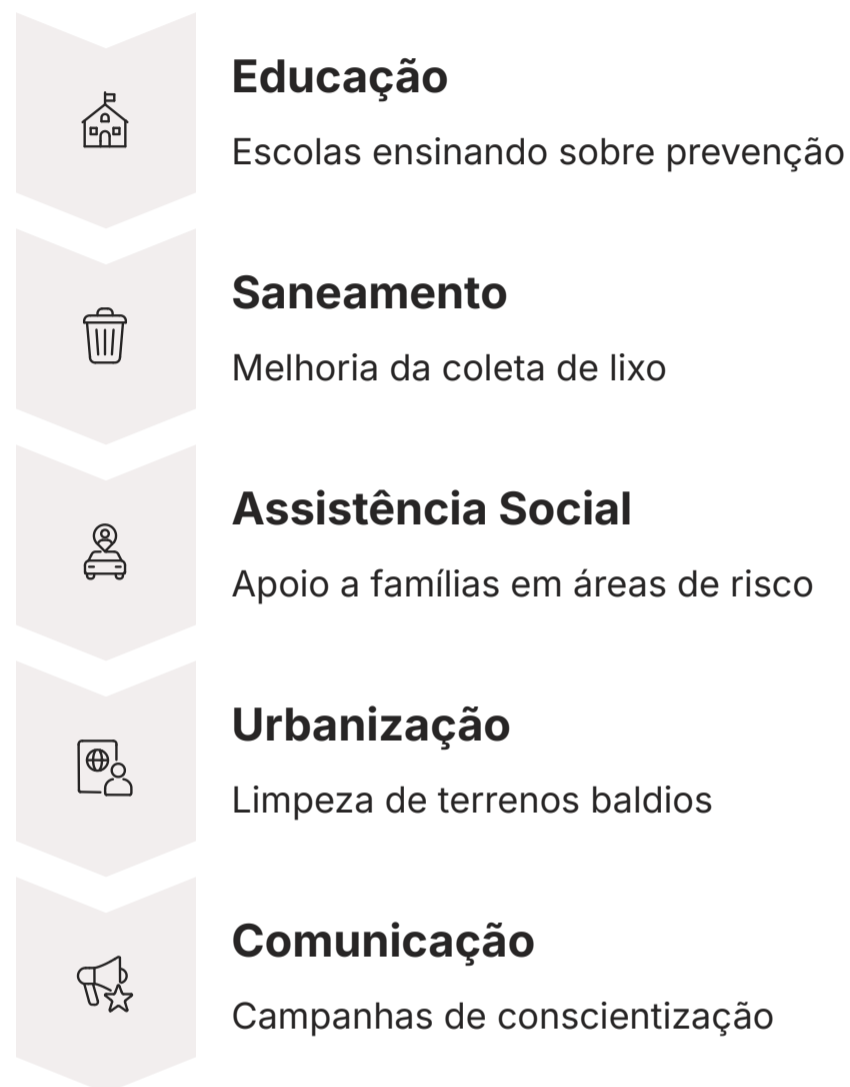 Educação
Escolas ensinando sobre prevenção
Saneamento
Melhoria da coleta de lixo
Assistência Social
Apoio a famílias em áreas de risco
Urbanização
Limpeza de terrenos baldios
Comunicação
Campanhas de conscientização